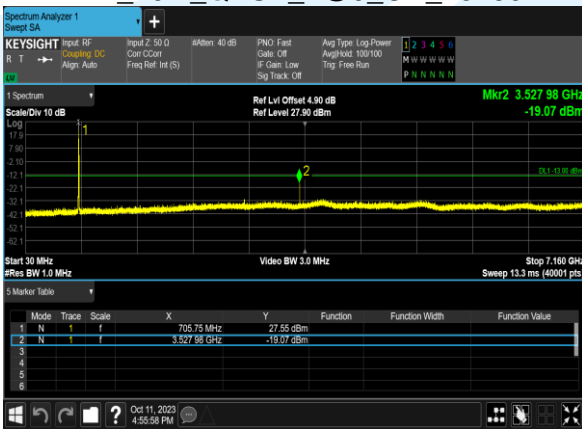 Spectrum Analyzer 1
Swept SA
+
KEYSIGHT
R T
LW
Input: RF
Coupling: DC
Align: Auto
Input Z: 50 Ω
Corr CCorr
Freq Ref: Int (S)
#Atten: 40 dB
PNO: Fast
Gate: Off
IF Gain: Low
Sig Track: Off
Avg Type: Log-Power
Avg|Hold: 100/100
Trig: Free Run
1 2 3 4 5 6
M W W W W W
P N N N N N
1 Spectrum
Scale/Div 10 dB
Ref Lvl Offset 4.90 dB
Ref Level 27.90 dBm
Mkr2 3.527 98 GHz
-19.07 dBm
Log
17.9
7.90
-2.10
-12.1
-22.1
-32.1
-42.1
-52.1
-62.1
1
2
DL1 -13.00 dBm
Start 30 MHz
#Res BW 1.0 MHz
Video BW 3.0 MHz
Stop 7.160 GHz
Sweep 13.3 ms (40001 pts)
5 Marker Table
Mode Trace Scale X Y Function Function Width Function Value
1 N 1 f 705.75 MHz 27.55 dBm
2 N 1 f 3.527 98 GHz -19.07 dBm
3
4
5
6
?
Oct 11, 2023
4:55:58 PM